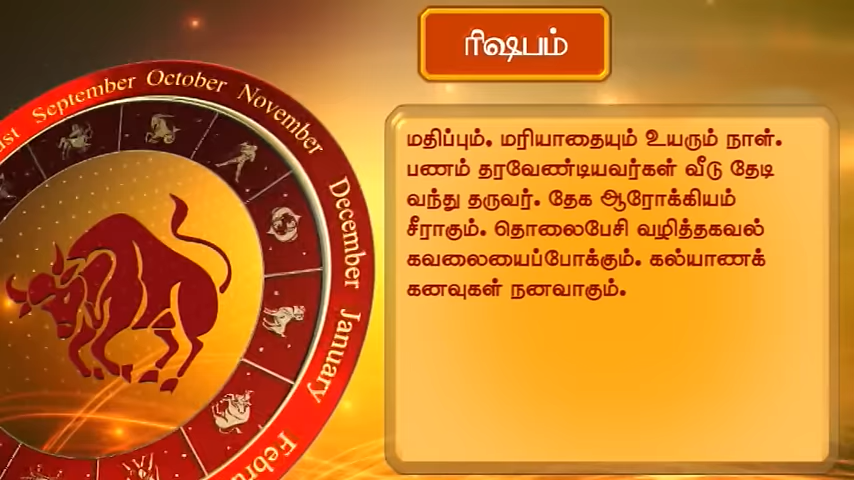 ரிஷபம்
மதிப்பும். மரியாதையும் உயரும் நாள்.
பணம் தரவேண்டியவர்கள் வீடு தேடி
வந்து தருவர். தேக ஆரோக்கியம்
சீராகும். தொலைபேசி வழித்தகவல்
கவலையைப்போக்கும். கல்யாணக்
கனவுகள் நனவாகும்.
September
October
November
December
January